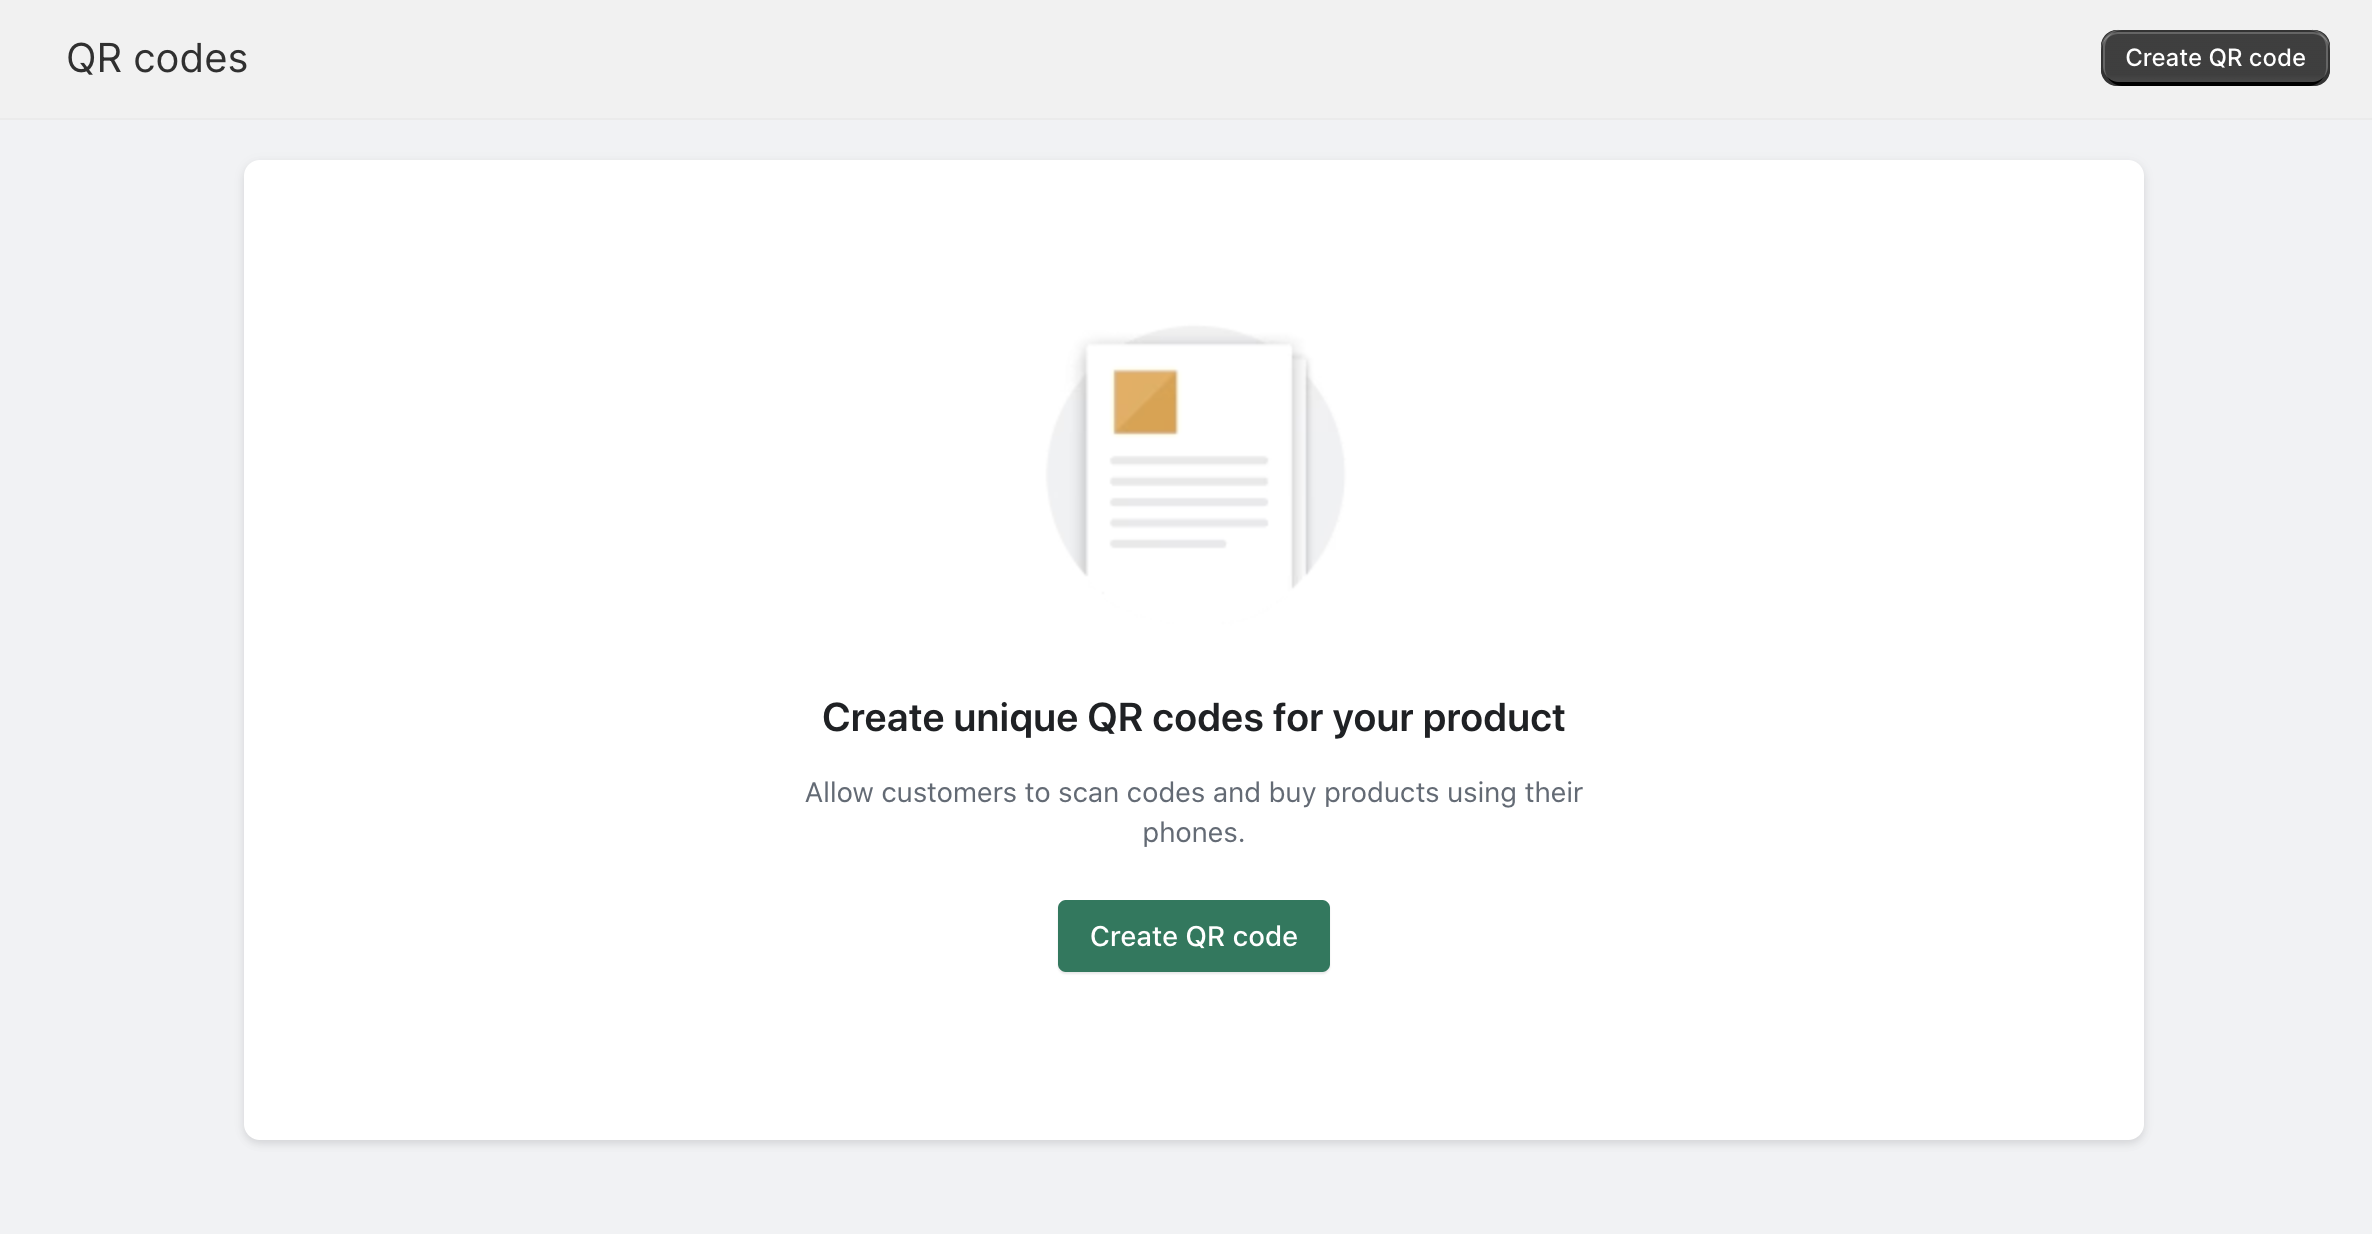 QR codes
Create QR code
Create unique QR codes for your product
Allow customers to scan codes and buy products using their
phones.
Create QR code